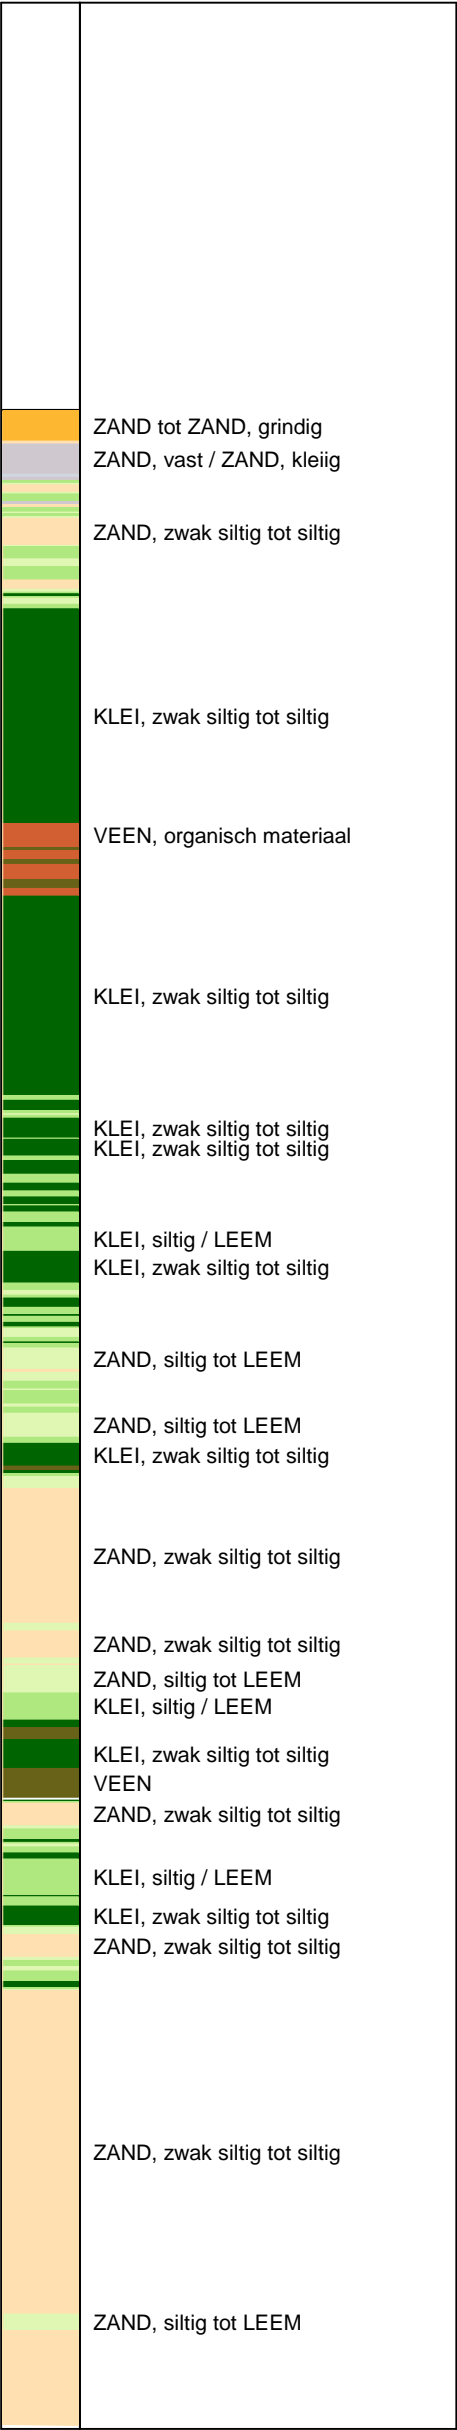 ZAND tot ZAND, grindig
ZAND, vast / ZAND, kleiig
ZAND, zwak siltig tot siltig
KLEI, zwak siltig tot siltig
VEEN, organisch materiaal
KLEI, zwak siltig tot siltig
KLEI, zwak siltig tot siltig
KLEI, zwak siltig tot siltig
KLEI, siltig / LEEM
KLEI, zwak siltig tot siltig
ZAND, siltig tot LEEM
ZAND, siltig tot LEEM
KLEI, zwak siltig tot siltig
ZAND, zwak siltig tot siltig
ZAND, zwak siltig tot siltig
ZAND, siltig tot LEEM
KLEI, siltig / LEEM
KLEI, zwak siltig tot siltig
VEEN
ZAND, zwak siltig tot siltig
KLEI, siltig / LEEM
KLEI, zwak siltig tot siltig
ZAND, zwak siltig tot siltig
ZAND, zwak siltig tot siltig
ZAND, siltig tot LEEM